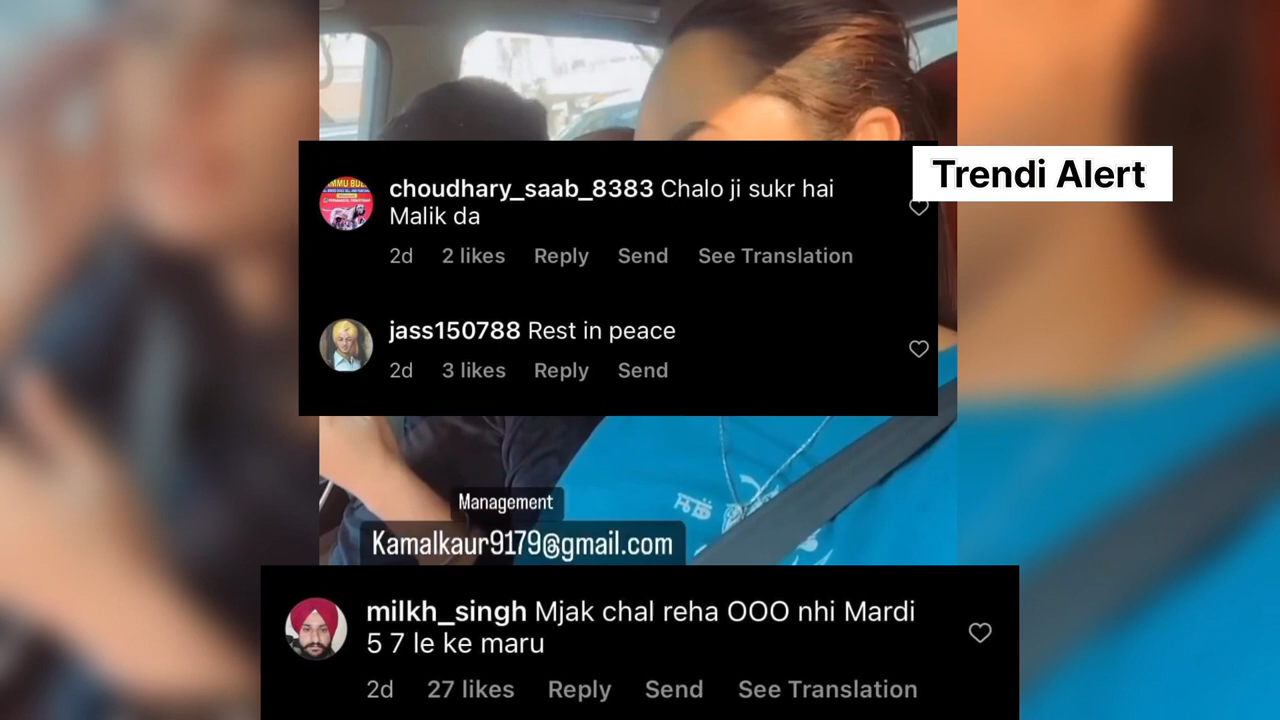 Trendi Alert
choudhary_saab_8383 Chalo ji sukr hai
Malik da
2d 2 likes Reply Send See Translation
jass150788 Rest in peace
2d 3 likes Reply Send
Management
Kamalkaur9179@gmail.com
milkh_singh Mjak chal reha OOO nhi Mardi
5 7 le ke maru
2d 27 likes Reply Send See Translation